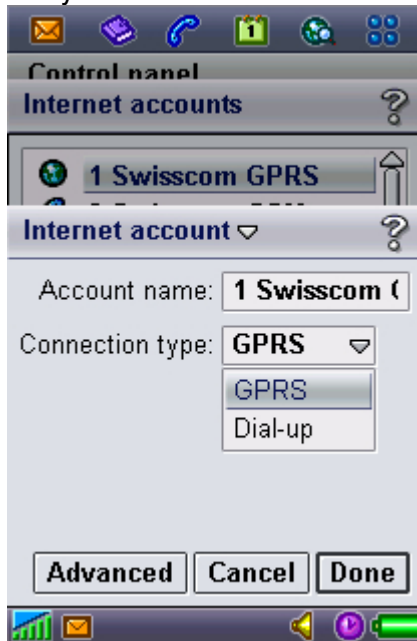 1
Control panel
Internet accounts
1 Swisscom GPRS
Internet account
Account name: 1 Swisscom (
Connection type: GPRS
GPRS
Dial-up
Advanced Cancel Done